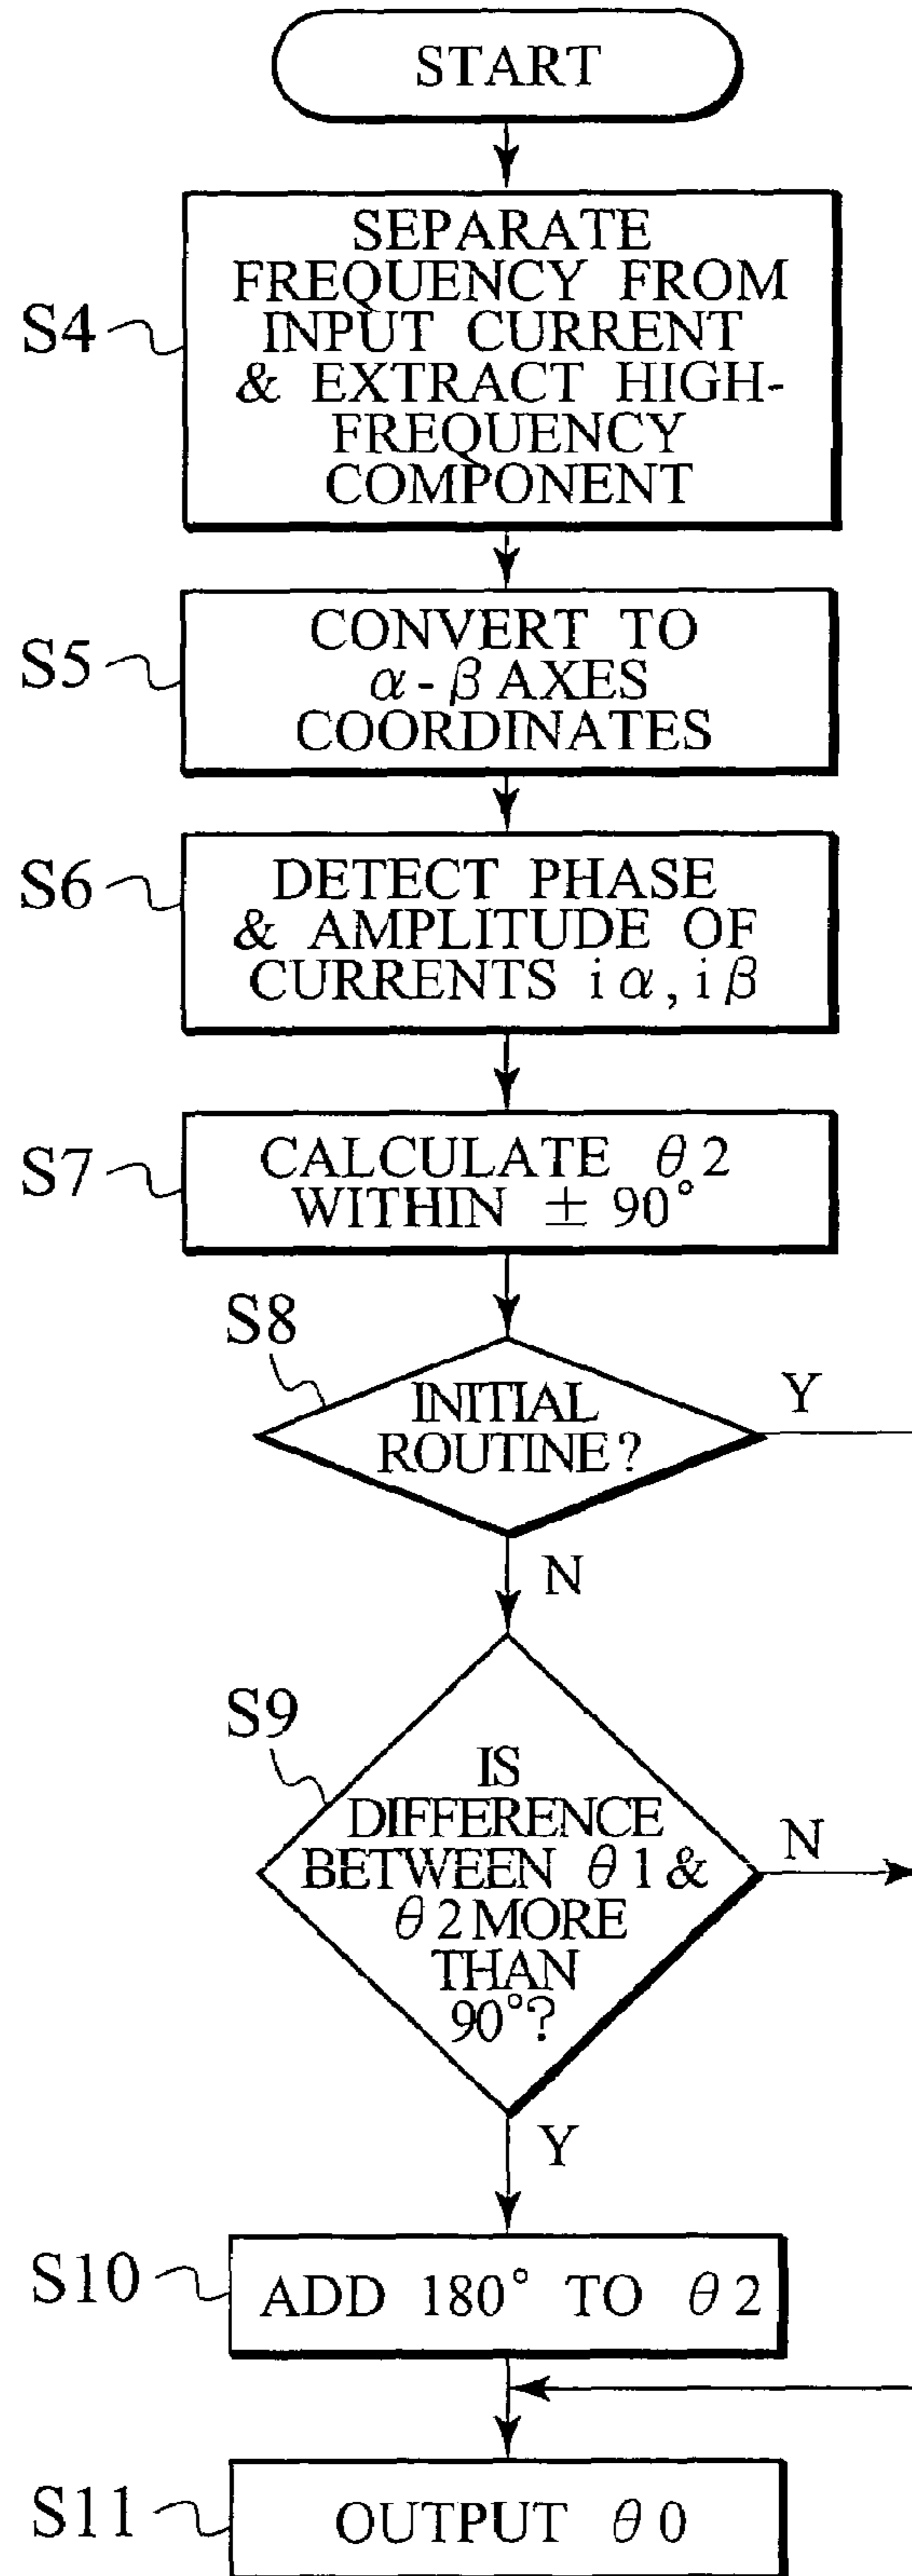 START
S4
SEPARATE
FREQUENCY FROM
INPUT CURRENT
& EXTRACT HIGH-
FREQUENCY
COMPONENT
S5
CONVERT TO
α-β AXES
COORDINATES
S6
DETECT PHASE
& AMPLITUDE OF
CURRENTS iα, iβ
S7
CALCULATE θ2
WITHIN ± 90°
S8
INITIAL
ROUTINE?
Y
N
S9
IS
DIFFERENCE
BETWEEN θ1 &
θ2 MORE
THAN
90°?
N
Y
S10
ADD 180° TO θ2
S11
OUTPUT θ0